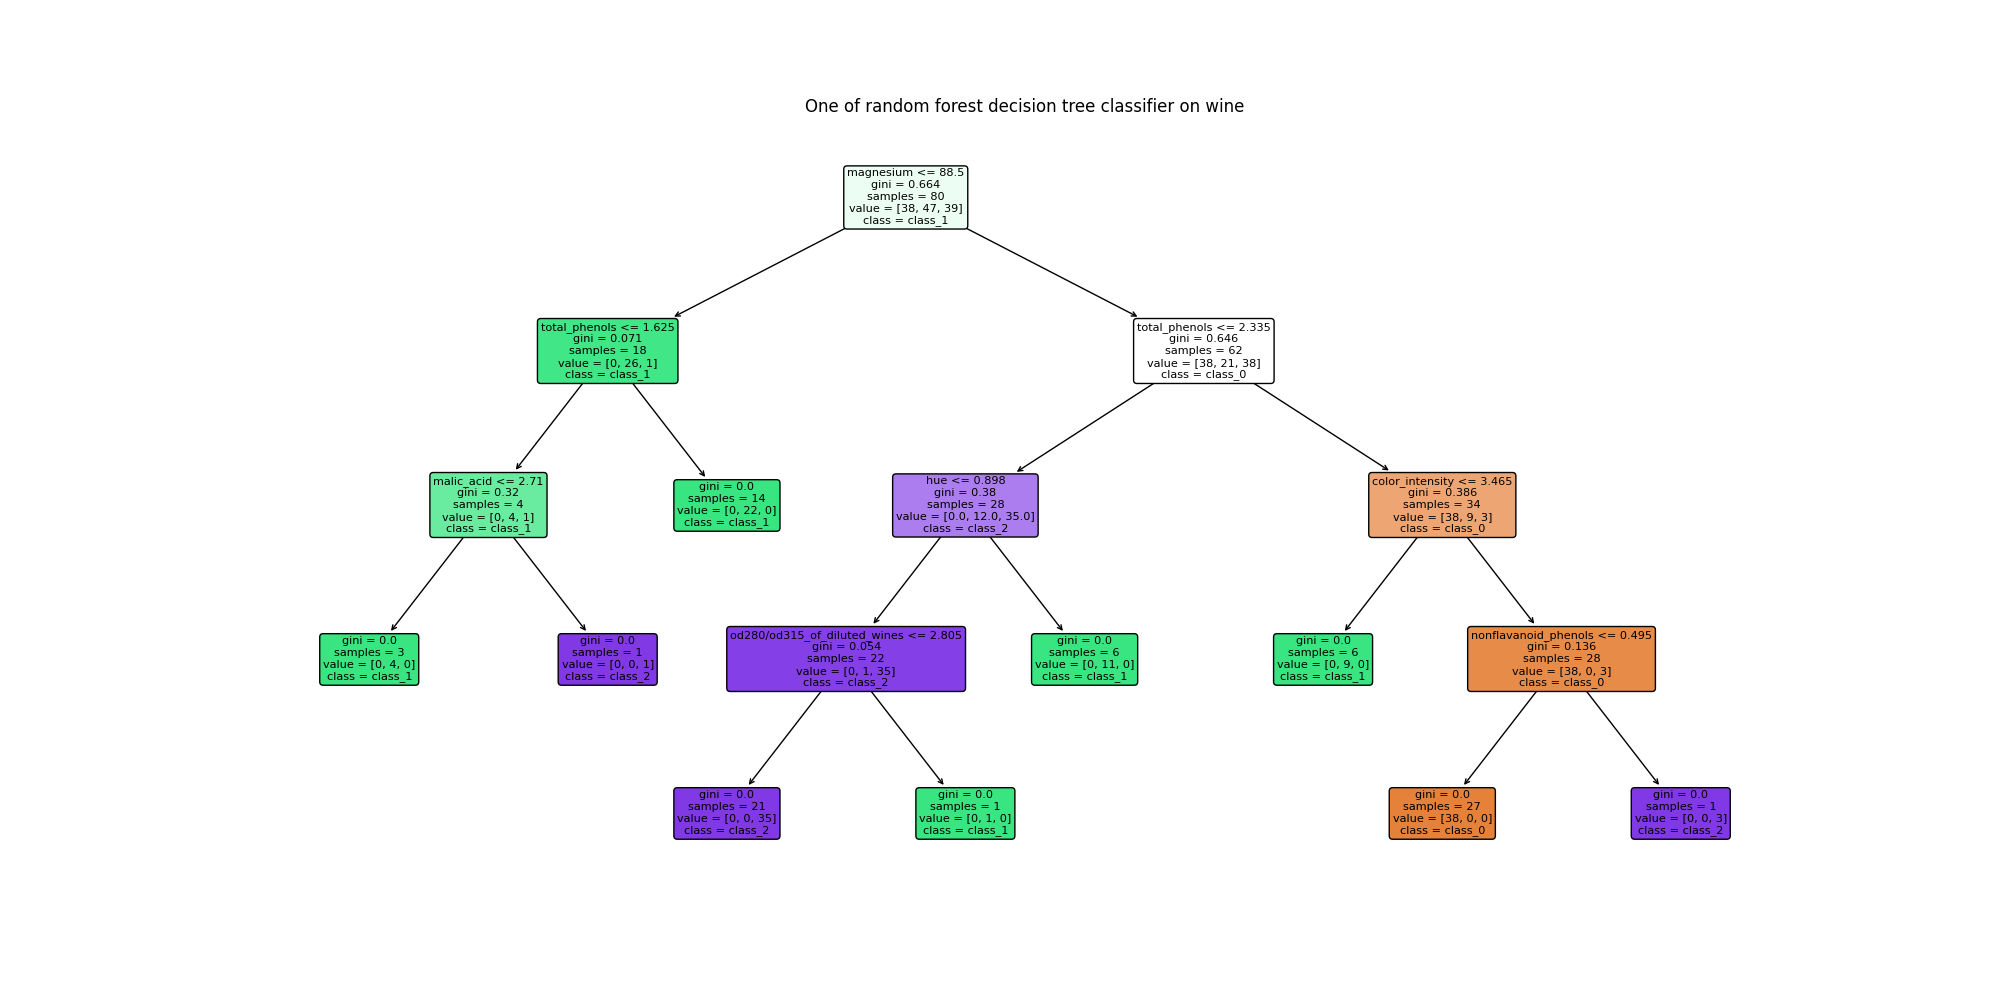 One of random forest decision tree classifier on wine
magnesium <= 88.5
gini = 0.664
samples = 80
value = [38, 47, 39]
class = class_1
total_phenols <= 1.625
gini = 0.071
samples = 18
value = [0, 26, 1]
class = class_1
total_phenols <= 2.335
gini = 0.646
samples = 62
value = [38, 21, 38]
class = class_0
malic_acid <= 2.71
gini = 0.32
samples = 4
value = [0, 4, 1]
class = class_1
gini = 0.0
samples = 14
value = [0, 22, 0]
class = class_1
hue <= 0.898
gini = 0.38
samples = 28
value = [0.0, 12.0, 35.0]
class = class_2
color_intensity <= 3.465
gini = 0.386
samples = 34
value = [38, 9, 3]
class = class_0
gini = 0.0
samples = 3
value = [0, 4, 0]
class = class_1
gini = 0.0
samples = 1
value = [0, 0, 1]
class = class_2
od280/od315_of_diluted_wines <= 2.805
gini = 0.054
samples = 22
value = [0, 1, 35]
class = class_2
gini = 0.0
samples = 6
value = [0, 11, 0]
class = class_1
gini = 0.0
samples = 6
value = [0, 9, 0]
class = class_1
nonflavanoid_phenols <= 0.495
gini = 0.136
samples = 28
value = [38, 0, 3]
class = class_0
gini = 0.0
samples = 21
value = [0, 0, 35]
class = class_2
gini = 0.0
samples = 1
value = [0, 1, 0]
class = class_1
gini = 0.0
samples = 27
value = [38, 0, 0]
class = class_0
gini = 0.0
samples = 1
value = [0, 0, 3]
class = class_2